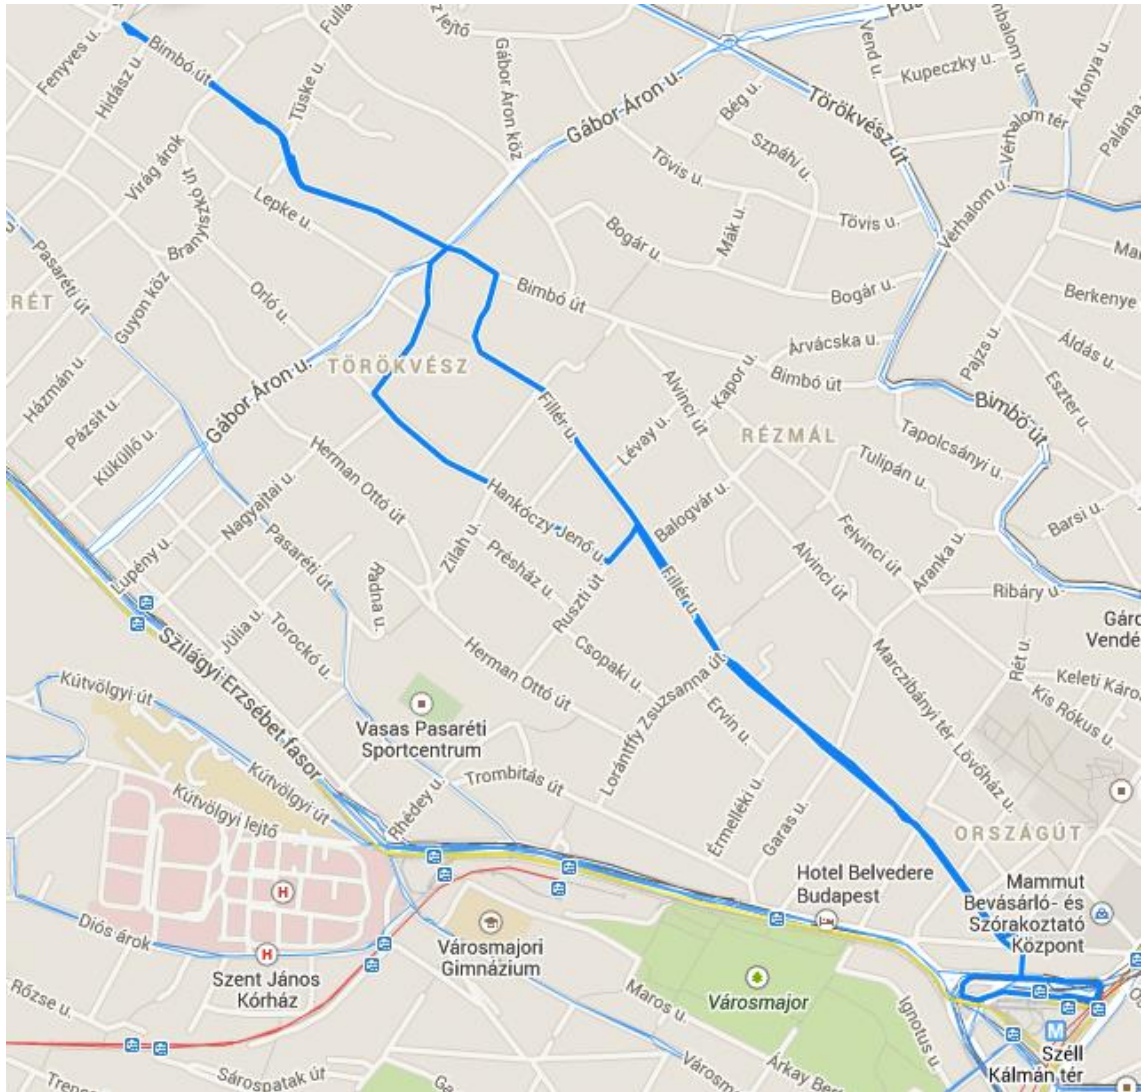 Fenyves u.
Hidász u.
Bimbó út
Tüske u.
Gábor Áron köz
Gábor Áron u.
Vend u.
Kupeczky u.
Áfonya u.
Vérhalom tér
Vérhalom u.
Bég u.
Szpáhi u.
Törökvész út
Virág árok
Branyiszkó út
Lepke u.
Tövis u.
Tövis u.
Mák u.
Bogár u.
Bogár u.
Vérhalom u.
Pasaréti út
Guyon köz
Orló u.
RÉT
Bimbó út
Berkenye
Árvácska u.
Pajzs u.
Áldás u.
Eszter u.
TÖRÖKVÉSZ
Házmán u.
Pázsit u.
Küküllő u.
Gábor Áron u.
Fillér u.
Alvinci út
Kapor u.
Bimbó út
Bimbó út
RÉZMÁL
Lévay u.
Tapolcsányi u.
Tulipán u.
Herman Ottó út
Nagyajtai u.
Hankóczy Jenő u.
Balogvár u.
Felvinci út
Barsi u.
Lupény u.
Pasaréti út
Zilah u.
Présház u.
Radna u.
Ruszti út
Fillér u.
Alvinci út
Aranka u.
Ribáry u.
Júlia u.
Torockó u.
Szilágyi Erzsébet fasor
Herman Ottó út
Csopaki u.
Ervin u.
Lorántffy Zsuzsanna út
Marczibányi tér
Rét u.
Keleti Káro
Kis Rókus u.
Lövőház u.
Kútvölgyi út
Kútvölgyi út
Kútvölgyi lejtő
Vasas Pasaréti
Sportcentrum
Rhédey u.
Trombitás út
Érmelléki u.
Garas u.
ORSZÁGÚT
Hotel Belvedere
Budapest
Mammut
Bevásárló- és
Szórakoztató
Központ
H
H
Diós árok
Szent János
Kórház
Városmajori
Gimnázium
Városmajor
Maros u.
Ignotus u.
Rőzse u.
Sárospatak út
M
Széll
Kálmán tér